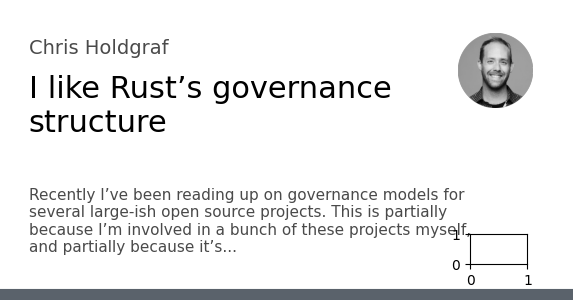 Chris Holdgraf
I like Rust’s governance
structure
Recently I’ve been reading up on governance models for
several large-ish open source projects. This is partially
because I’m involved in a bunch of these projects myself,
and partially because it’s...
1
0
0 1